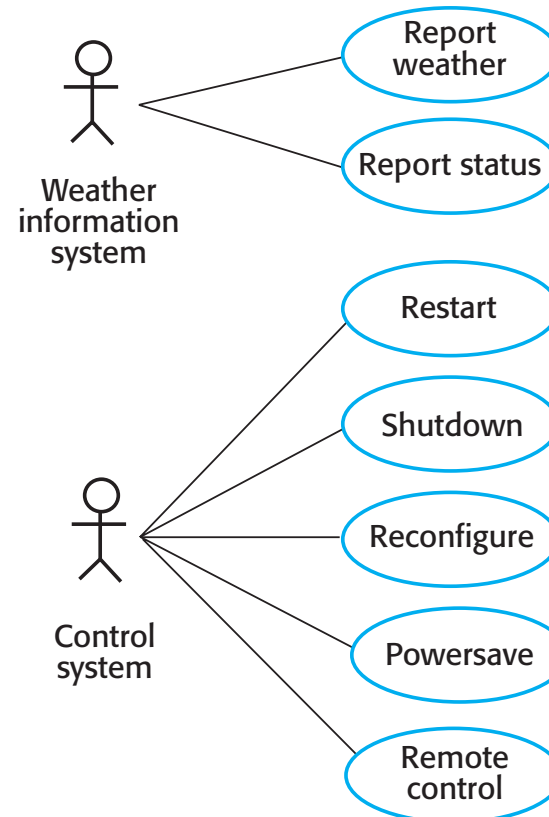 Report
weather
Report status
Weather
information
system
Restart
Shutdown
Reconfigure
Control
system
Powersave
Remote
control